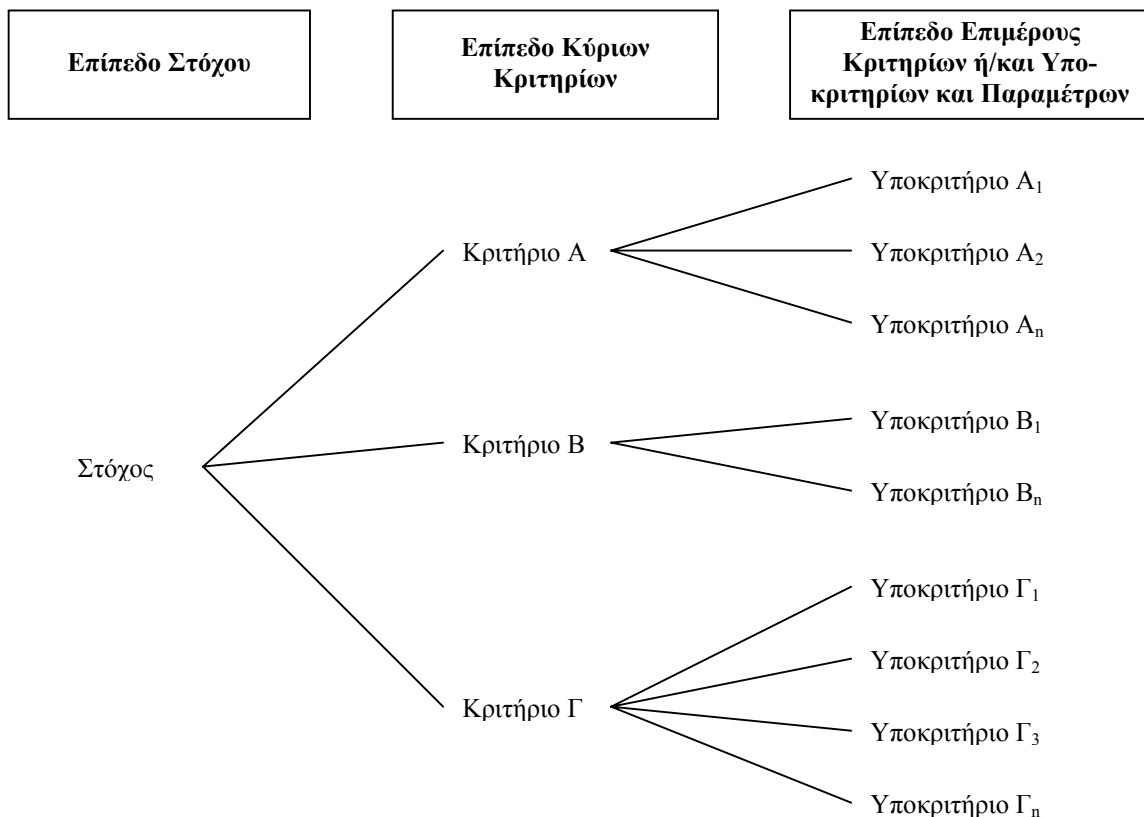 Επίπεδο Στόχου
Επίπεδο Κύριων
Κριτηρίων
Επίπεδο Επιμέρους
Κριτηρίων ή/και Υπο-
κριτηρίων και Παραμέτρων
Στόχος
Κριτήριο Α
Υποκριτήριο Α1
Υποκριτήριο Α2
Υποκριτήριο Αn
Κριτήριο Β
Υποκριτήριο Β1
Υποκριτήριο Βn
Κριτήριο Γ
Υποκριτήριο Γ1
Υποκριτήριο Γ2
Υποκριτήριο Γ3
Υποκριτήριο Γn